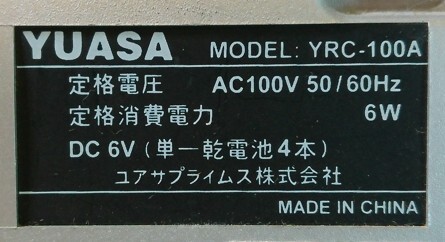 YUASA MODEL: YRC-100A
定格電圧 AC100V 50/60Hz
定格消費電力 6W
DC 6V (単一乾電池4本)
ユアサプライムス株式会社
MADE IN CHINA